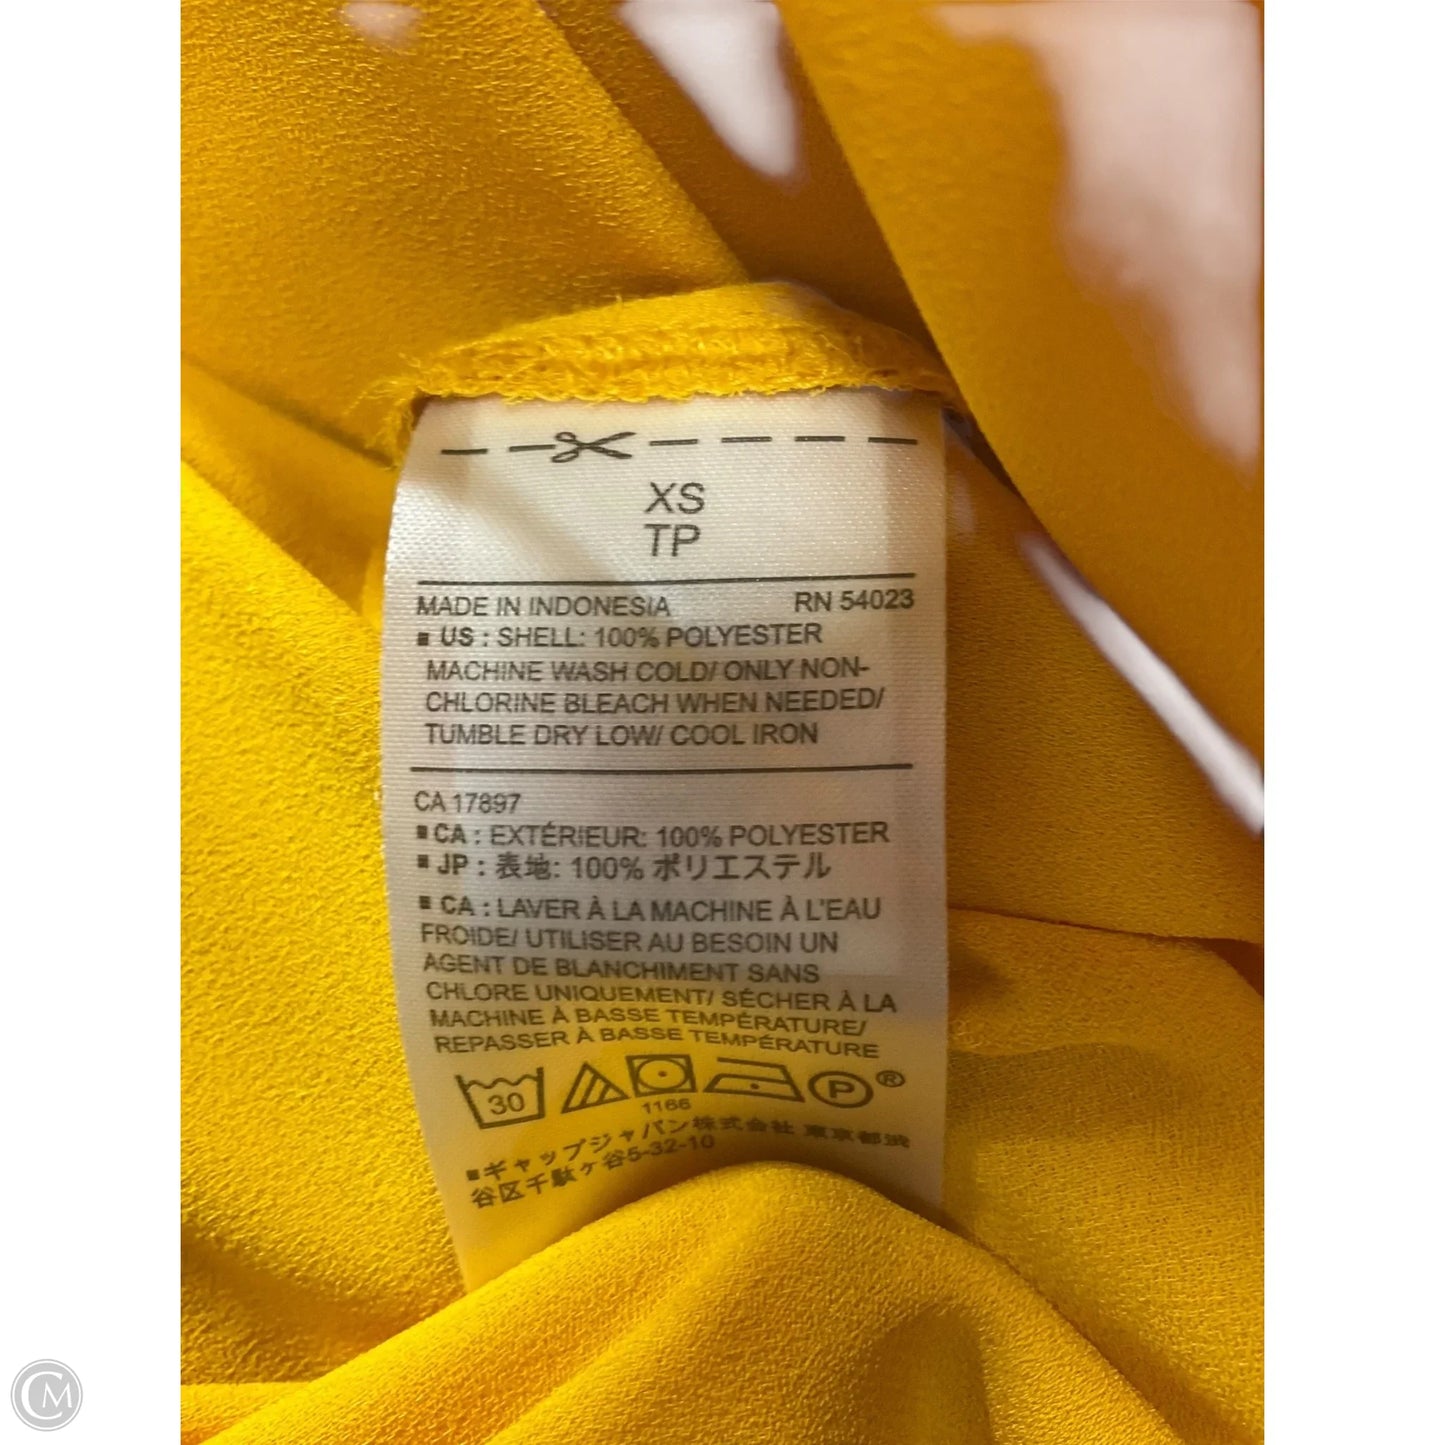 XS
TP
MADE IN INDONESIA RN 54023
■ US : SHELL: 100% POLYESTER
MACHINE WASH COLD/ ONLY NON-
CHLORINE BLEACH WHEN NEEDED/
TUMBLE DRY LOW/ COOL IRON
CA 17897
■ CA : EXTÉRIEUR: 100% POLYESTER
■ JP : 表地: 100% ポリエステル
■ CA : LAVER À LA MACHINE À L'EAU
FROIDE/ UTILISER AU BESOIN UN
AGENT DE BLANCHIMENT SANS
CHLORE UNIQUEMENT/ SÉCHER À LA
MACHINE À BASSE TEMPÉRATURE/
REPASSER À BASSE TEMPÉRATURE
30 P ®
1166
■ギャップジャパン株式会社 東京都渋
谷区千駄ヶ谷5-32-10
CM